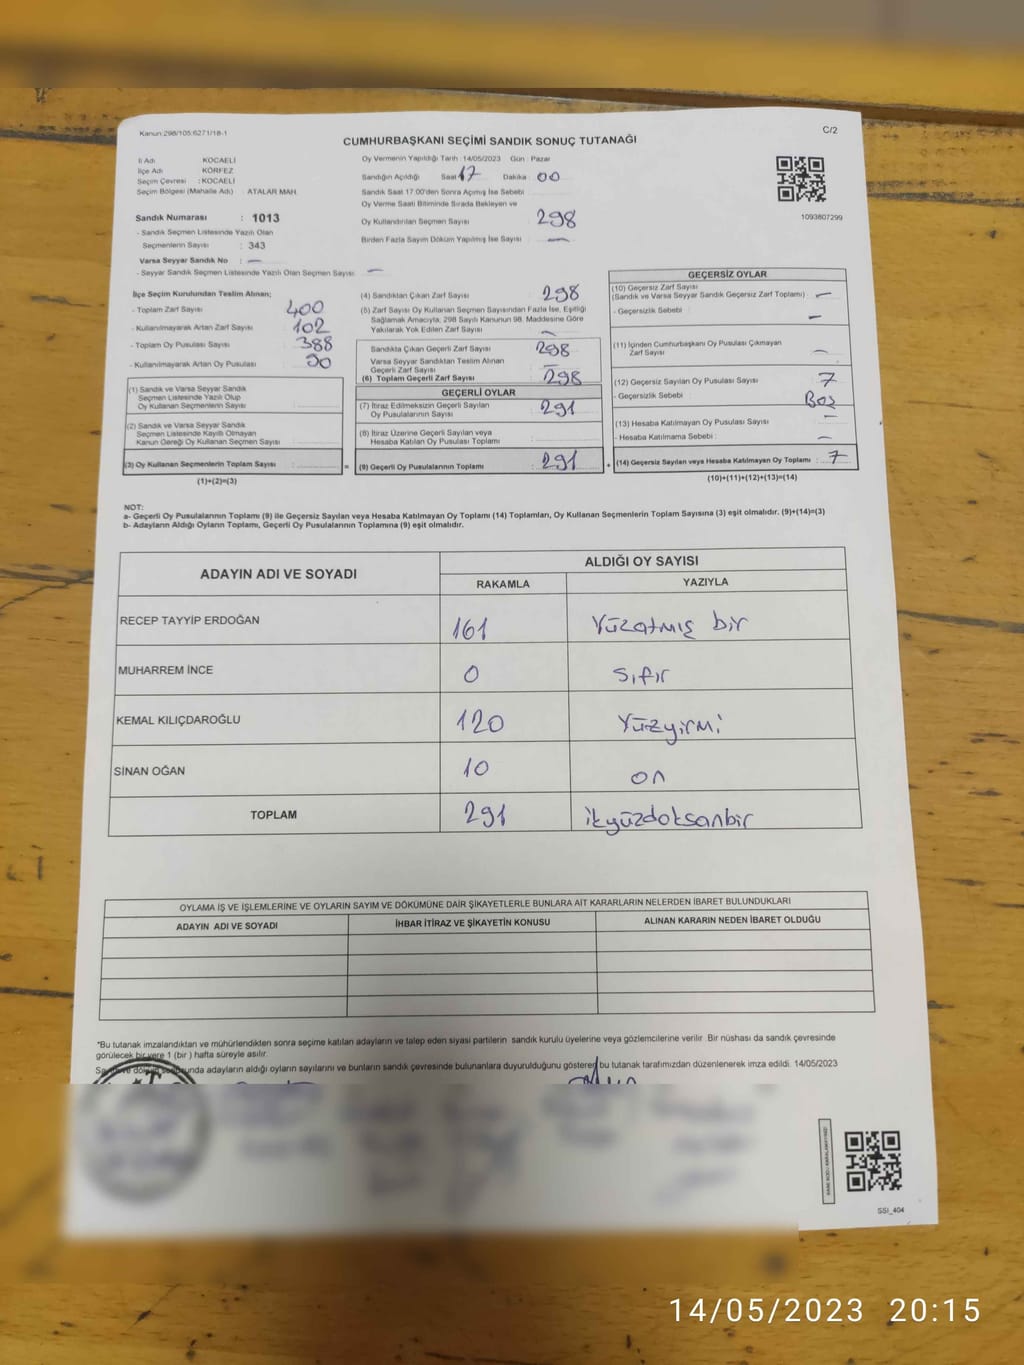 Kanun:298/105;6271/18-1
C/2
CUMHURBAŞKANI SEÇİMİ SANDIK SONUÇ TUTANAĞI
İl Adı KOCAELİ
İlçe Adı KÖRFEZ
Seçim Çevresi : KOCAELİ
Seçim Bölgesi (Mahalle Adı) : ATALAR MAH.
Sandık Numarası : 1013
- Sandık Seçmen Listesinde Yazılı Olan
Seçmenlerin Sayısı : 343
Varsa Seyyar Sandık No : —
- Seyyar Sandık Seçmen Listesinde Yazılı Olan Seçmen Sayısı : —
Oy Vermenin Yapıldığı Tarih : 14/05/2023 Gün : Pazar
Sandığın Açıldığı Saat 17 Dakika : 00
Sandık Saat 17.00'den Sonra Açımış İse Sebebi
Oy Verme Saati Bitiminde Sırada Bekleyen ve
Oy Kullandırılan Seçmen Sayısı : 298
Birden Fazla Sayım Döküm Yapılmış İse Sayısı : —
1093807299
İlçe Seçim Kurulundan Teslim Alınan;
- Toplam Zarf Sayısı : 400
- Kullanılmayarak Artan Zarf Sayısı : 102
- Toplam Oy Pusulası Sayısı : 388
- Kullanılmayarak Artan Oy Pusulası : 90
(1) Sandık ve Varsa Seyyar Sandık
Seçmen Listesinde Yazılı Olup
Oy Kullanan Seçmenlerin Sayısı :
(2) Sandık ve Varsa Seyyar Sandık
Seçmen Listesinde Kayıtlı Olmayan
Kanun Gereği Oy Kullanan Seçmen Sayısı :
(3) Oy Kullanan Seçmenlerin Toplam Sayısı :
(1)+(2)=(3)
(4) Sandıktan Çıkan Zarf Sayısı : 298
(5) Zarf Sayısı Oy Kullanan Seçmen Sayısından Fazla İse, Eşitliği
Sağlamak Amacıyla, 298 Sayılı Kanunun 98. Maddesine Göre
Yakılarak Yok Edilen Zarf Sayısı : —
Sandıkta Çıkan Geçerli Zarf Sayısı : 298
Varsa Seyyar Sandıktan Teslim Alınan
Geçerli Zarf Sayısı : —
(6) Toplam Geçerli Zarf Sayısı : 298
GEÇERLİ OYLAR
(7) İtiraz Edilmeksizin Geçerli Sayılan
Oy Pusulalarının Sayısı : 291
(8) İtiraz Üzerine Geçerli Sayılan veya
Hesaba Katılan Oy Pusulası Toplamı :
= (9) Geçerli Oy Pusulalarının Toplamı : 291
GEÇERSİZ OYLAR
(10) Geçersiz Zarf Sayısı
(Sandık ve Varsa Seyyar Sandık Geçersiz Zarf Toplamı) : —
- Geçersizlik Sebebi : —
(11) İçinden Cumhurbaşkanı Oy Pusulası Çıkmayan
Zarf Sayısı : —
(12) Geçersiz Sayılan Oy Pusulası Sayısı : 7
- Geçersizlik Sebebi : Boş
(13) Hesaba Katılmayan Oy Pusulası Sayısı : —
- Hesaba Katılmama Sebebi : —
+ (14) Geçersiz Sayılan veya Hesaba Katılmayan Oy Toplamı : 7
(10)+(11)+(12)+(13)=(14)
NOT:
a- Geçerli Oy Pusulalarının Toplamı (9) ile Geçersiz Sayılan veya Hesaba Katılmayan Oy Toplamı (14) Toplamları, Oy Kullanan Seçmenlerin Toplam Sayısına (3) eşit olmalıdır. (9)+(14)=(3)
b- Adayların Aldığı Oyların Toplamı, Geçerli Oy Pusulalarının Toplamına (9) eşit olmalıdır.
ADAYIN ADI VE SOYADI
ALDIĞI OY SAYISI
RAKAMLA YAZIYLA
RECEP TAYYİP ERDOĞAN 161 Yüzatmış bir
MUHARREM İNCE 0 sıfır
KEMAL KILIÇDAROĞLU 120 Yüzyirmi
SİNAN OĞAN 10 on
TOPLAM 291 ikyüzdoksanbir
OYLAMA İŞ VE İŞLEMLERİNE VE OYLARIN SAYIM VE DÖKÜMÜNE DAİR ŞİKAYETLERLE BUNLARA AİT KARARLARIN NELERDEN İBARET BULUNDUKLARI
ADAYIN ADI VE SOYADI İHBAR İTİRAZ VE ŞİKAYETİN KONUSU ALINAN KARARIN NEDEN İBARET OLDUĞU
*Bu tutanak imzalandıktan ve mühürlendikten sonra seçime katılan adayların ve talep eden siyasi partilerin sandık kurulu üyelerine veya gözlemcilerine verilir. Bir nüshası da sandık çevresinde
görülecek bir yere 1 (bir ) hafta süreyle asılır.
adayların aldığı oyların sayılarını ve bunların sandık çevresinde bulunanlara duyurulduğunu gösteren bu tutanak tarafımızdan düzenlenerek imza edildi. 14/05/2023
SSI_404
14/05/2023 20:15